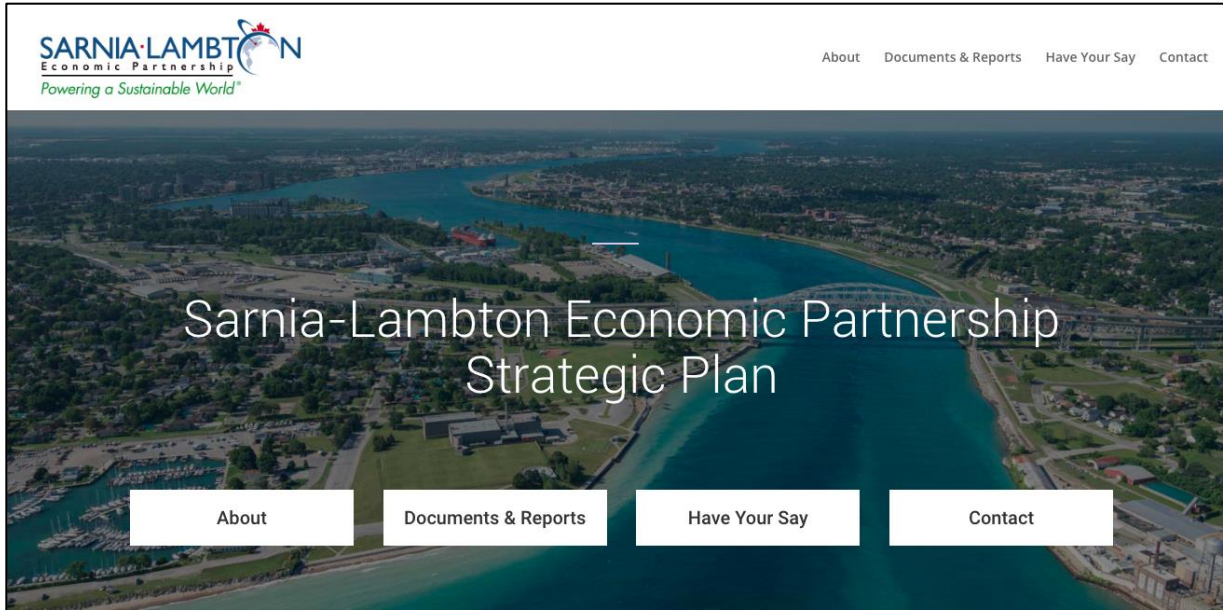 SARNIA·LAMBTON
Economic Partnership
Powering a Sustainable World®
About Documents & Reports Have Your Say Contact
Sarnia-Lambton Economic Partnership
Strategic Plan
About Documents & Reports Have Your Say Contact